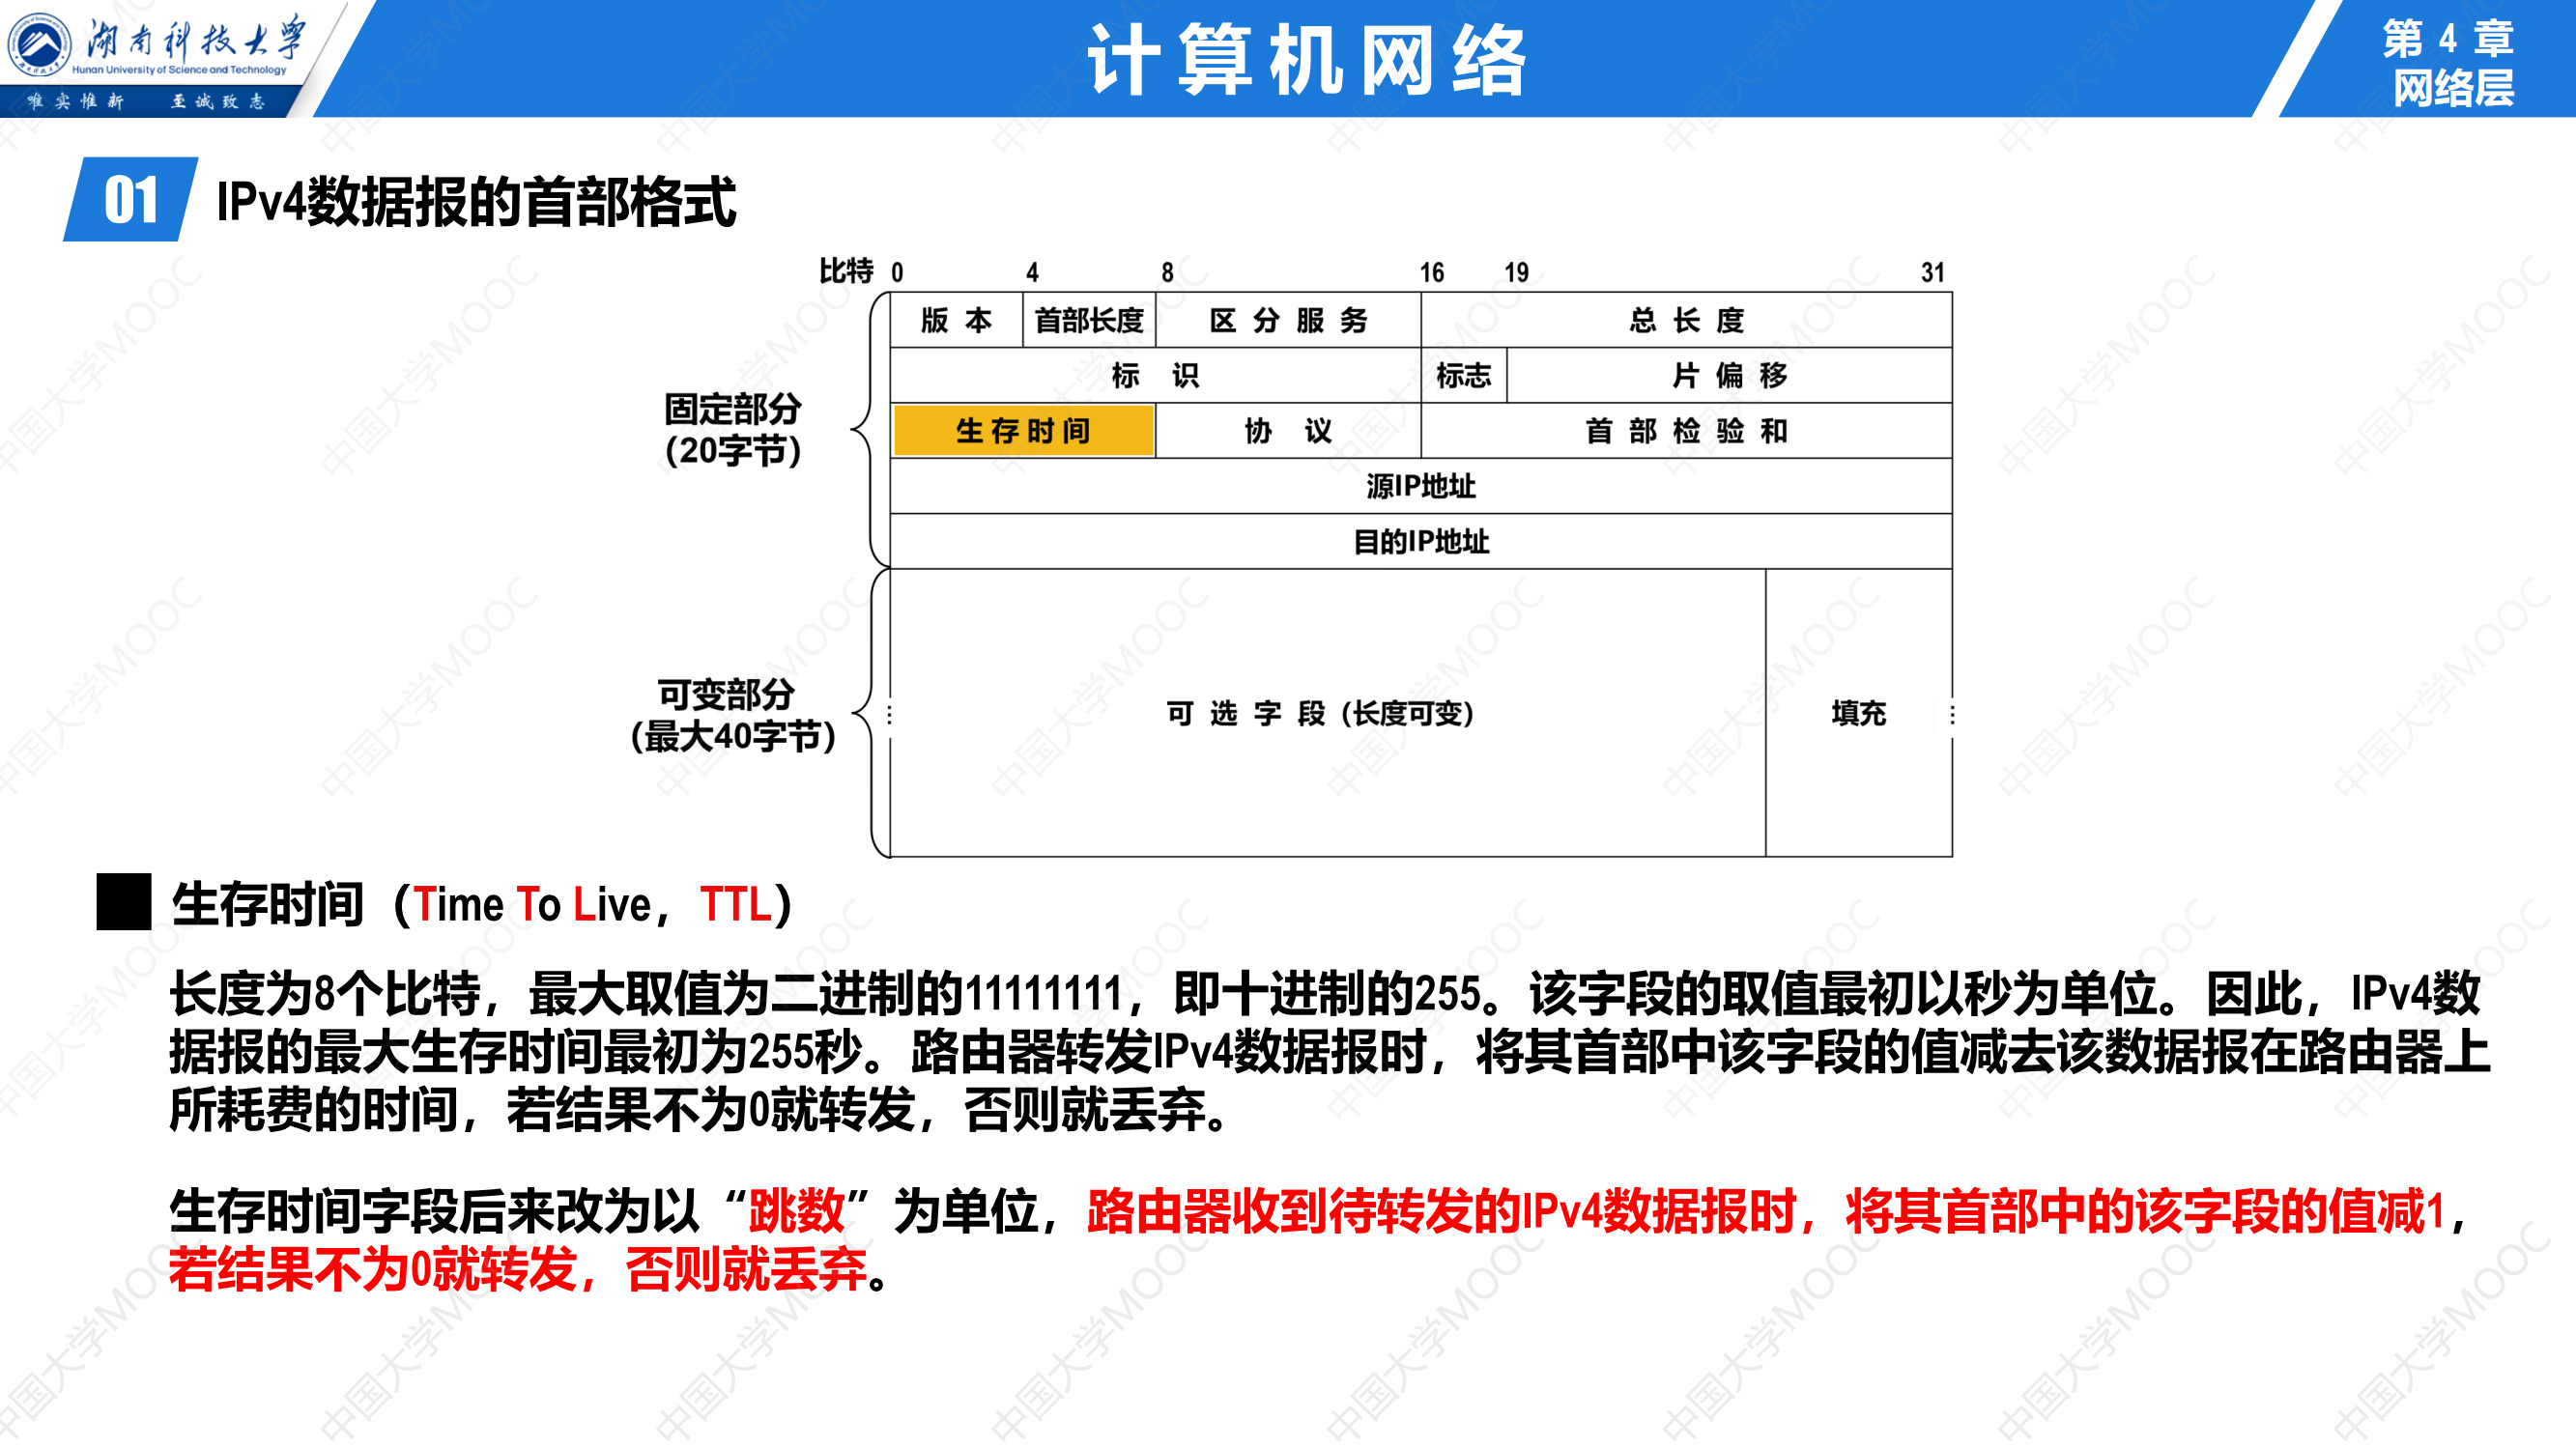 湖南科技大学
Hunan University of Science and Technology
唯实惟新 至诚致志
计算机网络
第 4 章
网络层
01 IPv4数据报的首部格式
比特 0 4 8 16 19 31
版 本 首部长度 区 分 服 务 总 长 度
标 识 标志 片 偏 移
固定部分
(20字节)
生 存 时 间 协 议 首 部 检 验 和
源IP地址
目的IP地址
可变部分
(最大40字节)
可 选 字 段 (长度可变) 填充
生存时间（Time To Live，TTL）
长度为8个比特，最大取值为二进制的11111111，即十进制的255。该字段的取值最初以秒为单位。因此，IPv4数
据报的最大生存时间最初为255秒。路由器转发IPv4数据报时，将其首部中该字段的值减去该数据报在路由器上
所耗费的时间，若结果不为0就转发，否则就丢弃。
生存时间字段后来改为以“跳数”为单位，路由器收到待转发的IPv4数据报时，将其首部中的该字段的值减1，
若结果不为0就转发，否则就丢弃。
中国大学MOOC